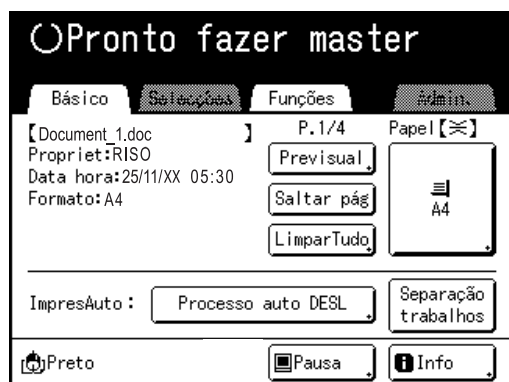 Pronto fazer master
Básico Selecções Funções Admin.
【Document_1.doc 】 P.1/4 Papel【≍】
Propriet:RISO Previsual
Data hora:25/11/XX 05:30
Formato:A4 Saltar pág A4
LimparTudo
ImpresAuto: Processo auto DESL Separação
trabalhos
Preto Pausa Info